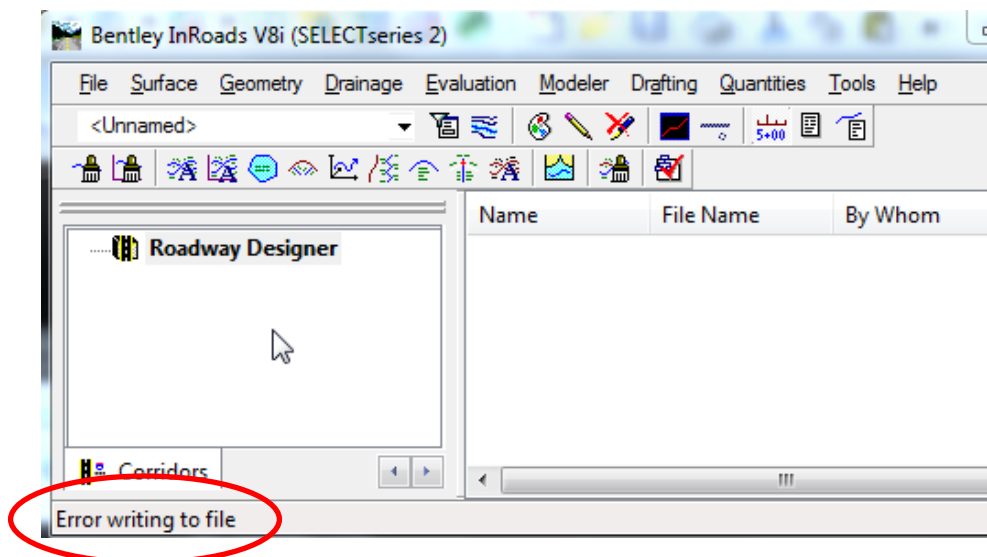 Bentley InRoads V8i (SELECTseries 2)
File Surface Geometry Drainage Evaluation Modeler Drafting Quantities Tools Help
<Unnamed>
5+00
Name File Name By Whom
Roadway Designer
Corridors
Error writing to file